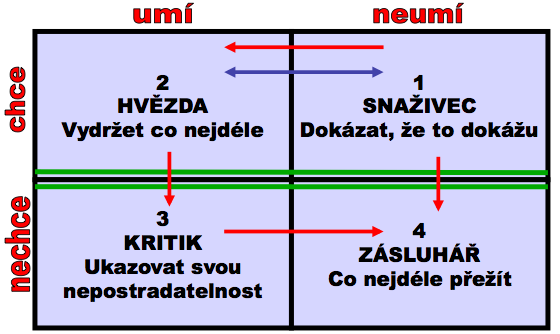 umí
neumí
chce
2
HVĚZDA
Vydržet co nejdéle
1
SNAŽIVEC
Dokázat, že to dokážu
nechce
3
KRITIK
Ukazovat svou
nepostradatelnost
4
ZÁSLUHÁŘ
Co nejdéle přežít